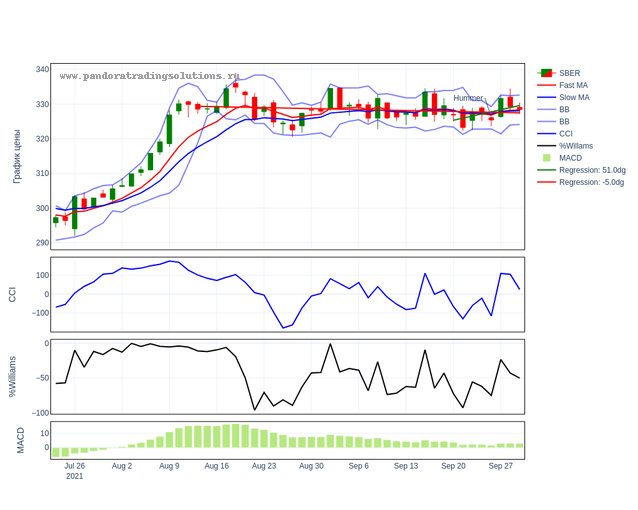 www.pandoratradingsolutions.ru
340
330
320
310
300
290
График цены
Hummer
SBER
Fast MA
Slow MA
BB
BB
CCI
%Willams
MACD
Regression: 51.0dg
Regression: -5.0dg
100
0
−100
CCI
0
−50
−100
%Williams
10
0
MACD
Jul 26
2021
Aug 2
Aug 9
Aug 16
Aug 23
Aug 30
Sep 6
Sep 13
Sep 20
Sep 27